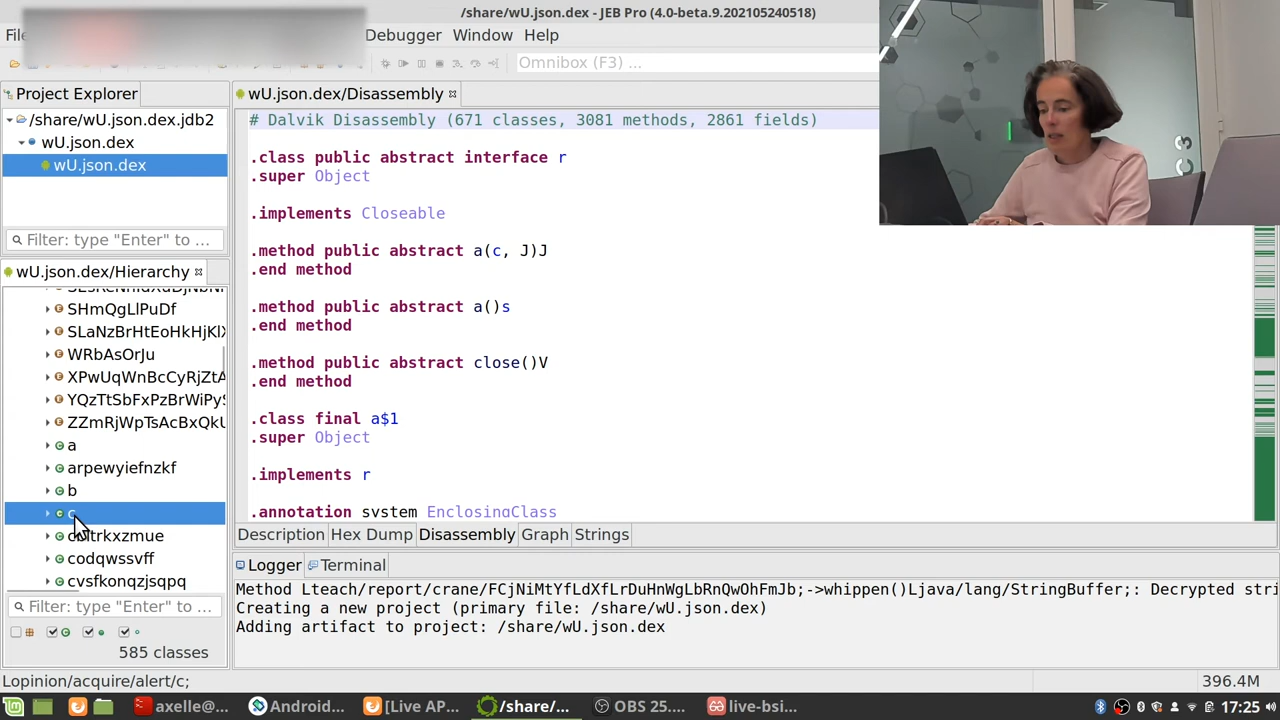 /share/wU.json.dex - JEB Pro (4.0-beta.9.202105240518)
Debugger Window Help
Omnibox (F3) ...
Project Explorer
/share/wU.json.dex.jdb2
wU.json.dex
wU.json.dex
Filter: type "Enter" to ...
wU.json.dex/Hierarchy
SHmQgLlPuDf
SLaNzBrHtEoHkHjKlX
WRbAsOrJu
XPwUqWnBcCyRjZtA
YQzTtSbFxPzBrWiPyS
ZZmRjWpTsAcBxQkU
a
arpewyiefnzkf
b
c
codqwssvff
cvsfkonqzjsqpq
Filter: type "Enter" to ...
585 classes
wU.json.dex/Disassembly
# Dalvik Disassembly (671 classes, 3081 methods, 2861 fields)
.class public abstract interface r
.super Object
.implements Closeable
.method public abstract a(c, J)J
.end method
.method public abstract a()s
.end method
.method public abstract close()V
.end method
.class final a$1
.super Object
.implements r
.annotation system EnclosingClass
Description Hex Dump Disassembly Graph Strings
Logger Terminal
Method Lteach/report/crane/FCjNiMtYfLdXfLrDuHnWgLbRnQwOhFmJb;->whippen()Ljava/lang/StringBuffer;: Decrypted stri
Creating a new project (primary file: /share/wU.json.dex)
Adding artifact to project: /share/wU.json.dex
Lopinion/acquire/alert/c;
396.4M
axelle@... Android... [Live AP... /share/... OBS 25.... live-bsi... 17:25